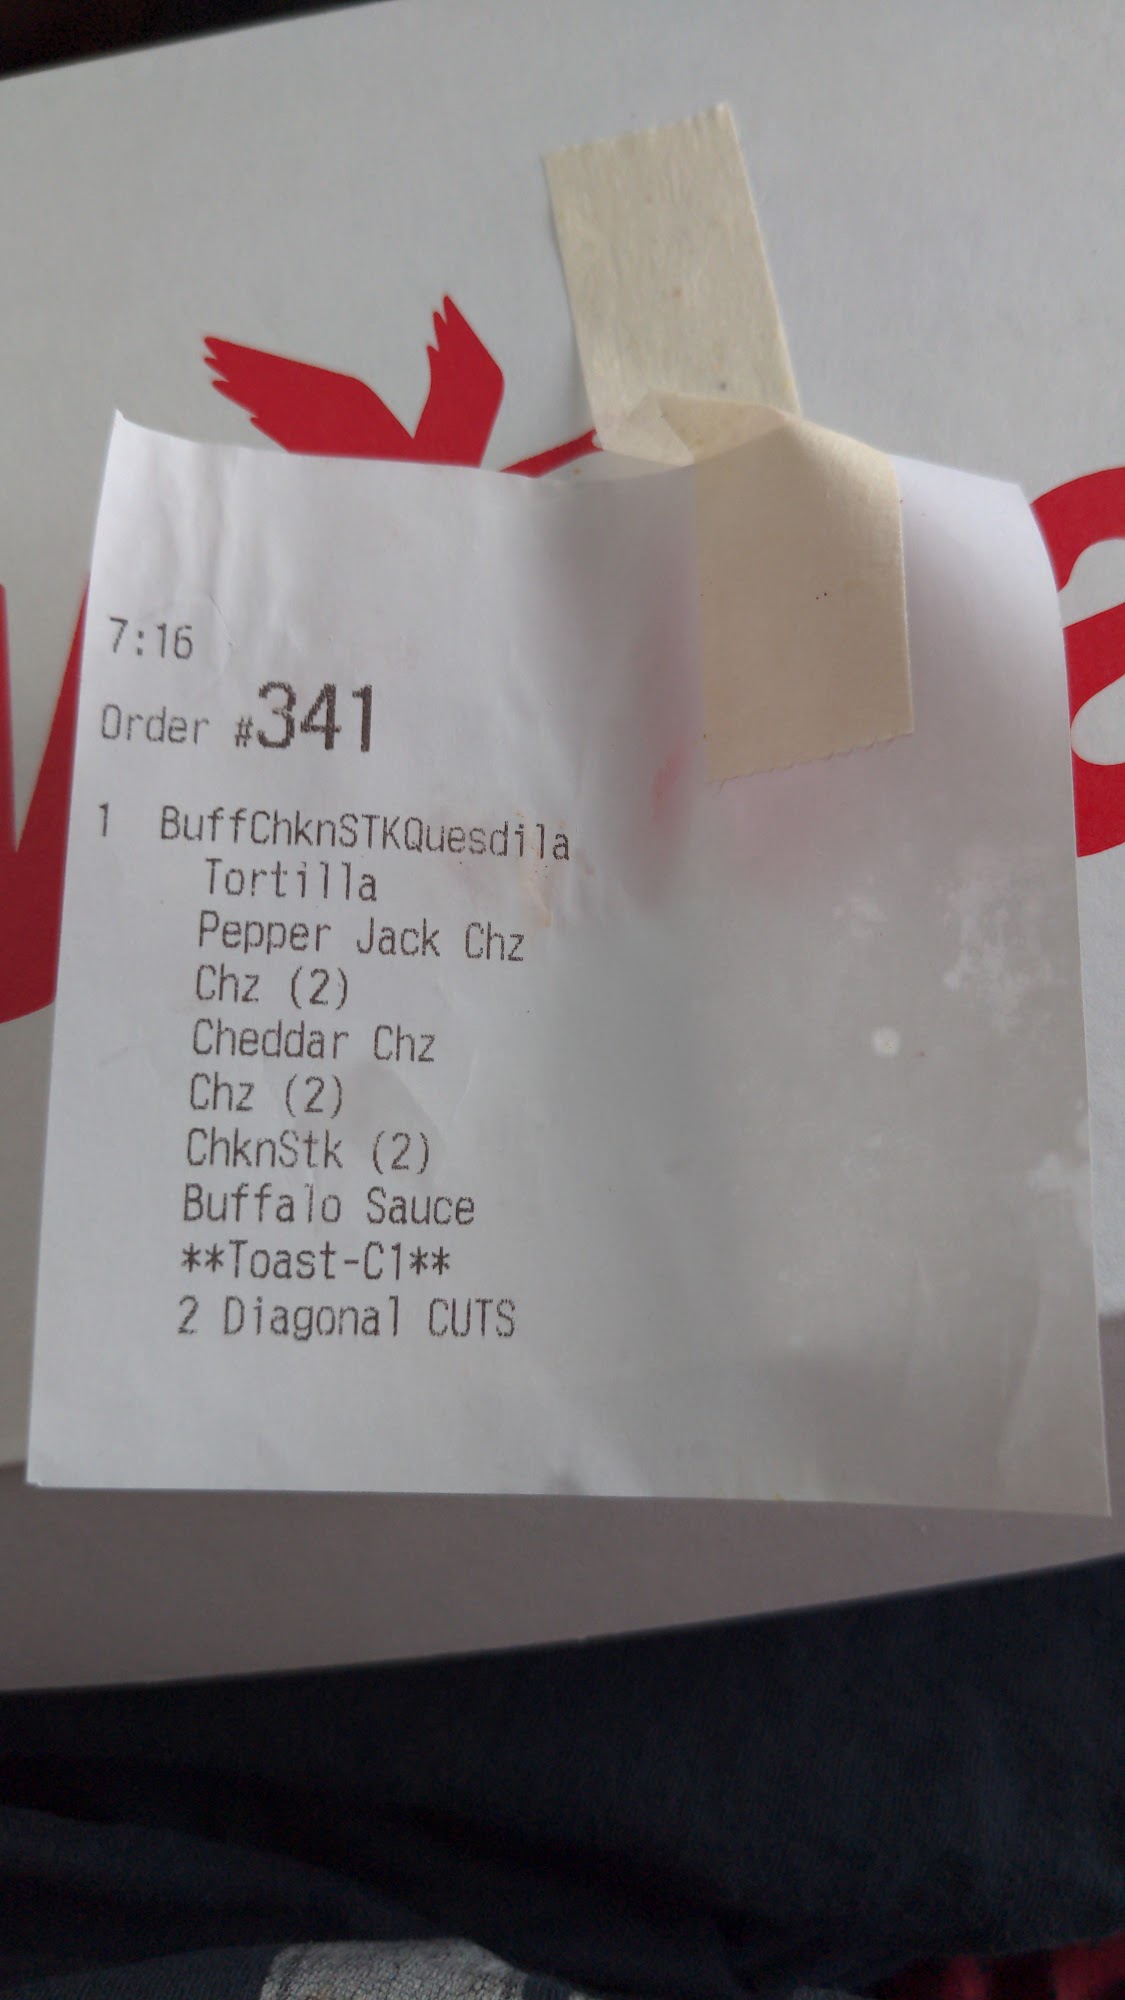 7:16
Order #341
1 BuffChknSTKQuesdila
Tortilla
Pepper Jack Chz
Chz (2)
Cheddar Chz
Chz (2)
ChknStk (2)
Buffalo Sauce
**Toast-C1**
2 Diagonal CUTS